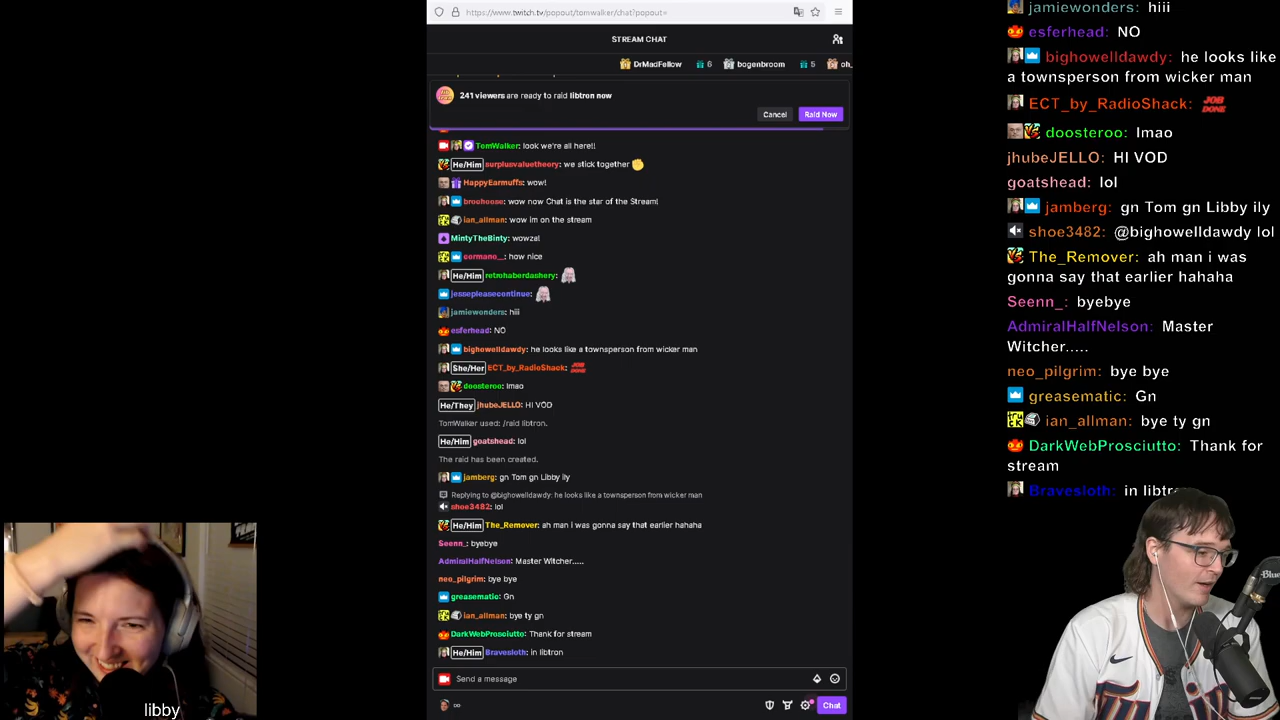 https://www.twitch.tv/popout/tomwalker/chat?popout=
STREAM CHAT
DrMadFellow 6 bogenbroom 5 oh_
241 viewers are ready to raid libtron now
Cancel Raid Now
TomWalker: look we're all here!!
He/Him surplusvaluetheory: we stick together
HappyEarmuffs: wow!
brocheese: wow now Chat is the star of the Stream!
ian_allman: wow im on the stream
MintyTheBinty: wowza!
cormano__: how nice
He/Him retrohaberdashery:
jessepleasecontinue:
jamiewonders: hiii
esferhead: NO
bighowelldawdy: he looks like a townsperson from wicker man
She/Her ECT_by_RadioShack: JOB DONE
doosteroo: lmao
He/They jhubeJELLO: HI VOD
TomWalker used: /raid libtron.
He/Him goatshead: lol
The raid has been created.
jamberg: gn Tom gn Libby ily
Replying to @bighowelldawdy: he looks like a townsperson from wicker man
shoe3482: lol
He/Him The_Remover: ah man i was gonna say that earlier hahaha
Seenn_: byebye
AdmiralHalfNelson: Master Witcher.....
neo_pilgrim: bye bye
greasematic: Gn
ian_allman: bye ty gn
DarkWebProsciutto: Thank for stream
He/Him Bravesloth: in libtron
Send a message
Chat
jamiewonders: hiii
esferhead: NO
bighowelldawdy: he looks like
a townsperson from wicker man
ECT_by_RadioShack: JOB DONE
doosteroo: lmao
jhubeJELLO: HI VOD
goatshead: lol
jamberg: gn Tom gn Libby ily
shoe3482: @bighowelldawdy lol
The_Remover: ah man i was
gonna say that earlier hahaha
Seenn_: byebye
AdmiralHalfNelson: Master
Witcher.....
neo_pilgrim: bye bye
greasematic: Gn
ian_allman: bye ty gn
DarkWebProsciutto: Thank for
stream
Bravesloth: in libtr
libby
Blue